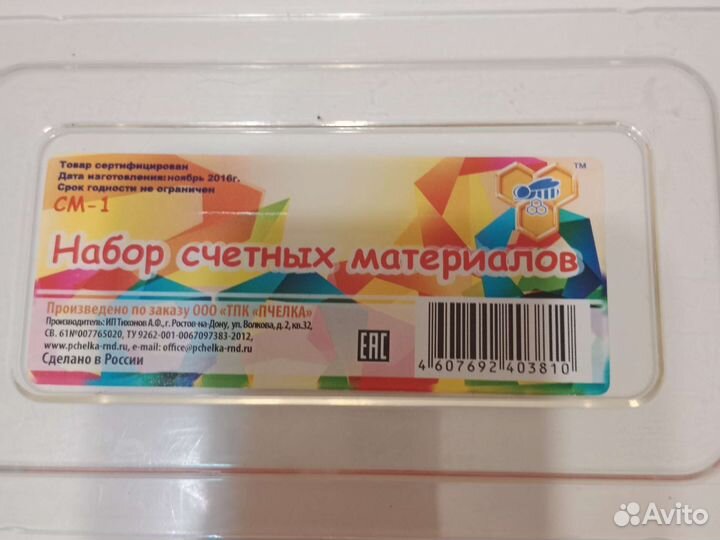 Товар сертифицирован
Дата изготовления: ноябрь 2016г.
Срок годности не ограничен
СМ-1
TM
Набор счетных материалов
Произведено по заказу ООО «ТПК «ПЧЕЛКА»
Производитель: ИП Тихонов А.Ф., г. Ростов-на-Дону, ул. Волкова, д. 2, кв.32,
СВ. 61№007765020, ТУ 9262-001-0067097383-2012,
www.pchelka-rnd.ru, e-mail: office@pchelka-rnd.ru
Сделано в России
EAC
4 607692 403810
Avito